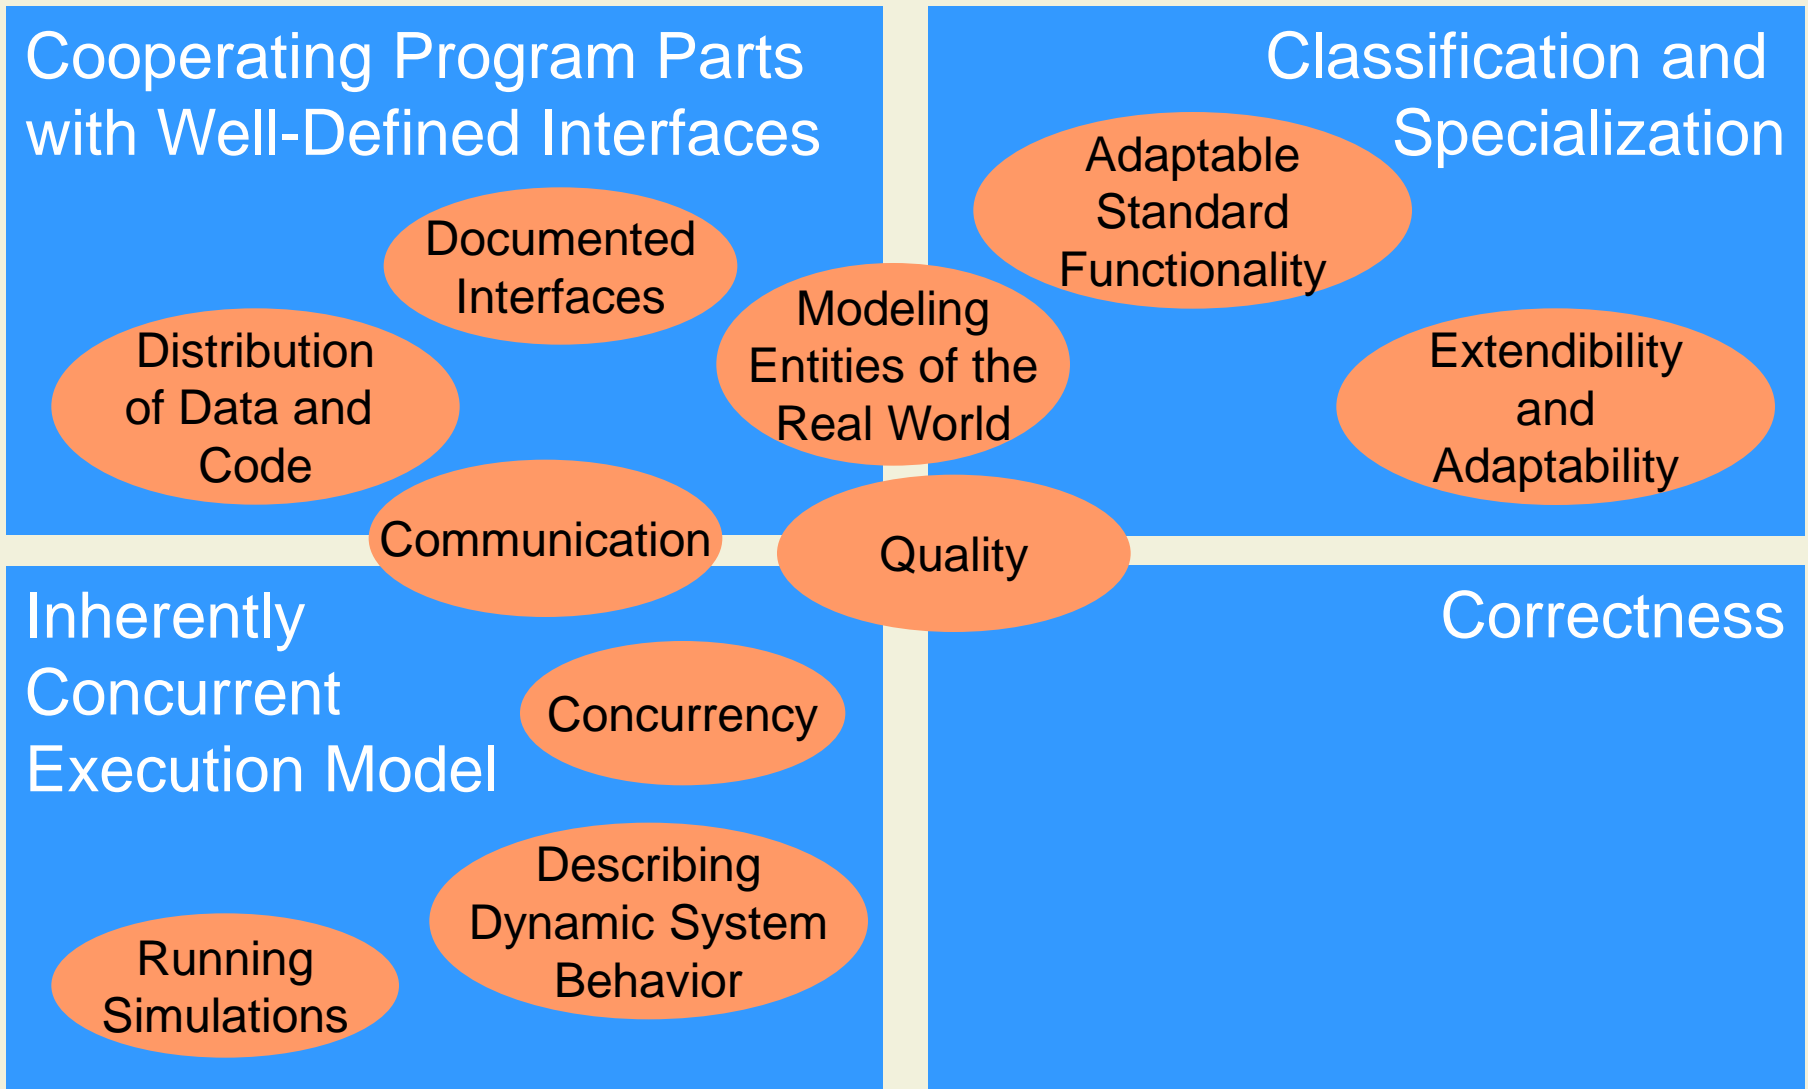 Cooperating Program Parts
with Well-Defined Interfaces
Documented
Interfaces
Distribution
of Data and
Code
Communication
Modeling
Entities of the
Real World
Quality
Classification and
Specialization
Adaptable
Standard
Functionality
Extendibility
and
Adaptability
Inherently
Concurrent
Execution Model
Concurrency
Describing
Dynamic System
Behavior
Running
Simulations
Correctness